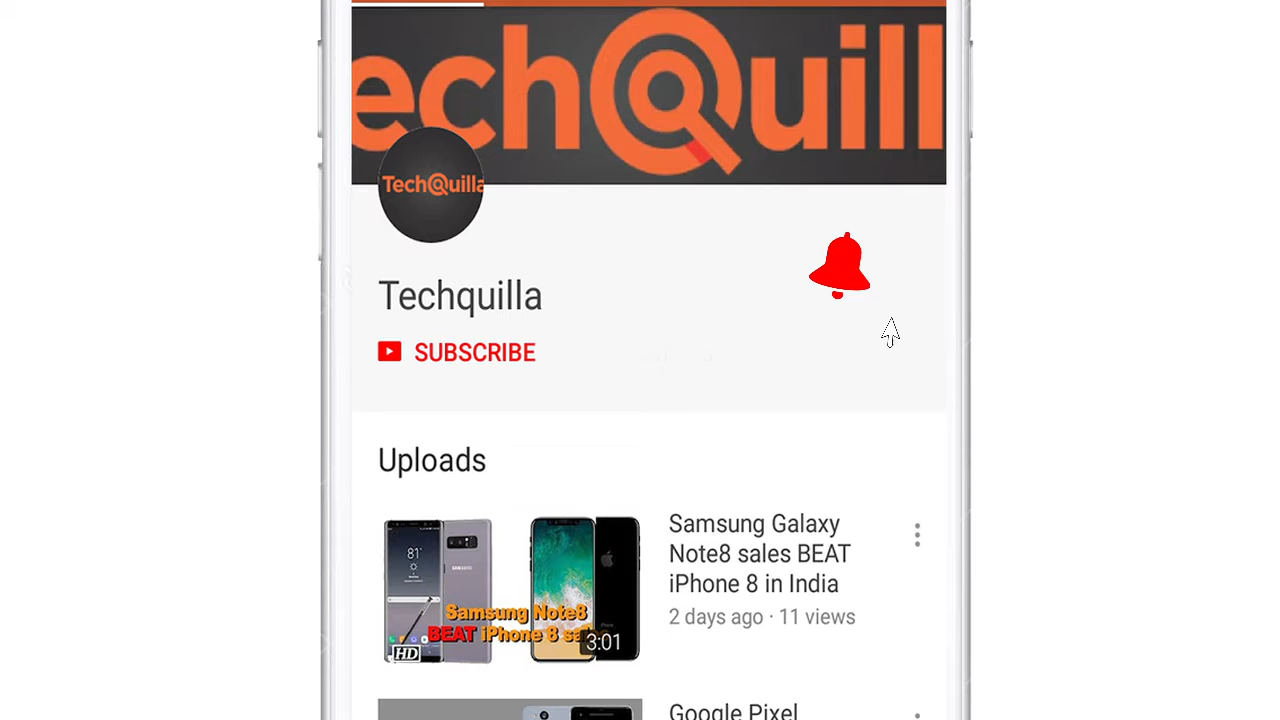 echQuill
TechQuilla
Techquilla
SUBSCRIBE
Uploads
Samsung Galaxy
Note8 sales BEAT
iPhone 8 in India
2 days ago · 11 views
81°
SAMSUNG
Samsung Note8
BEAT iPhone 8 sa
3:01
HD
Google Pixel